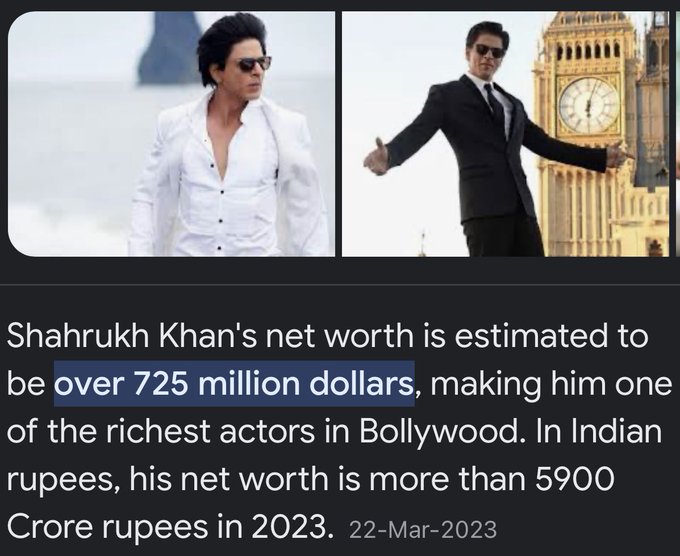 Shahrukh Khan's net worth is estimated to
be over 725 million dollars, making him one
of the richest actors in Bollywood. In Indian
rupees, his net worth is more than 5900
Crore rupees in 2023. 22-Mar-2023